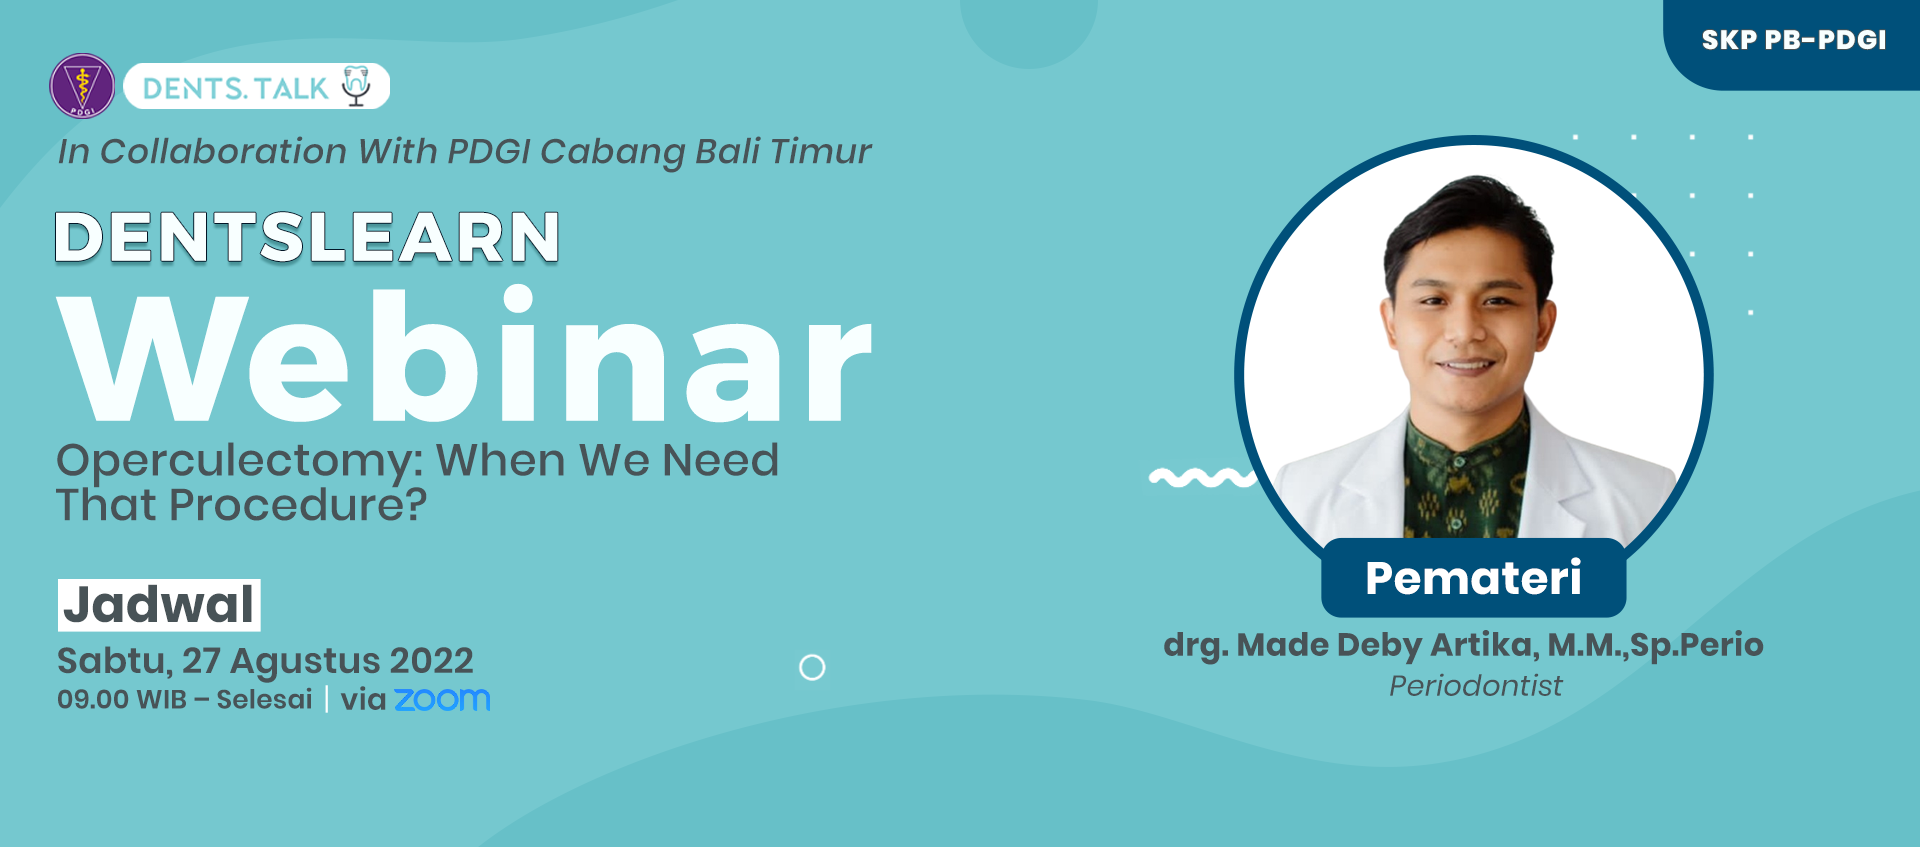 SKP PB-PDGI
PDGI
DENTS. TALK
In Collaboration With PDGI Cabang Bali Timur
DENTSLEARN
Webinar
Operculectomy: When We Need
That Procedure?
Jadwal
Sabtu, 27 Agustus 2022
09.00 WIB – Selesai | via zoom
Pemateri
drg. Made Deby Artika, M.M.,Sp.Perio
Periodontist